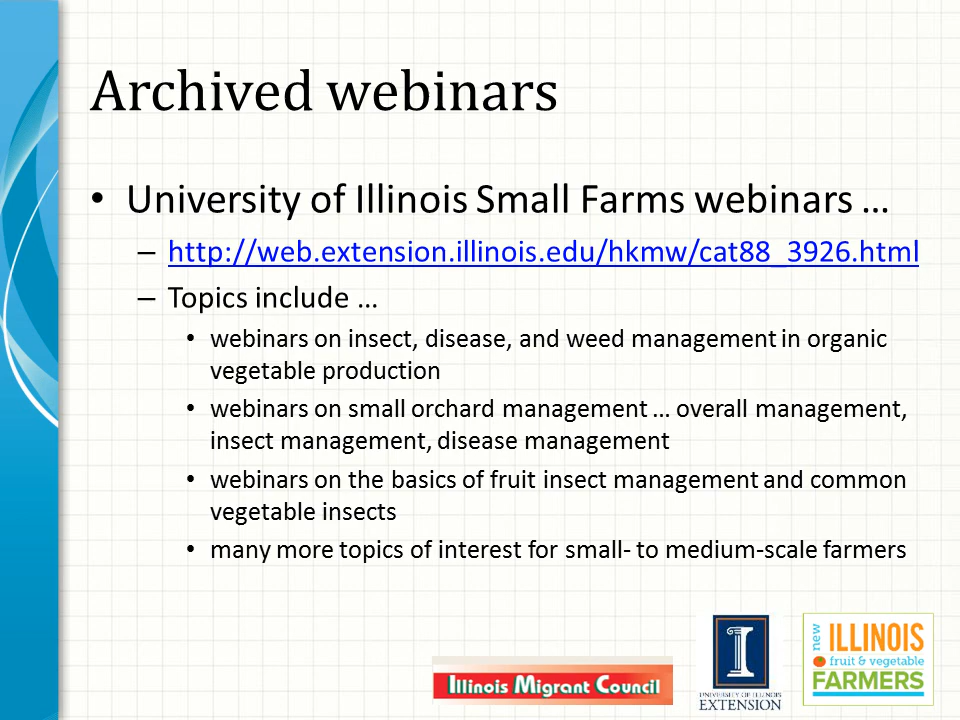 Archived webinars
• University of Illinois Small Farms webinars …
– http://web.extension.illinois.edu/hkmw/cat88_3926.html
– Topics include …
• webinars on insect, disease, and weed management in organic
vegetable production
• webinars on small orchard management … overall management,
insect management, disease management
• webinars on the basics of fruit insect management and common
vegetable insects
• many more topics of interest for small- to medium-scale farmers
Illinois Migrant Council
I
UNIVERSITY OF ILLINOIS
EXTENSION
new
ILLINOIS
fruit & vegetable
FARMERS